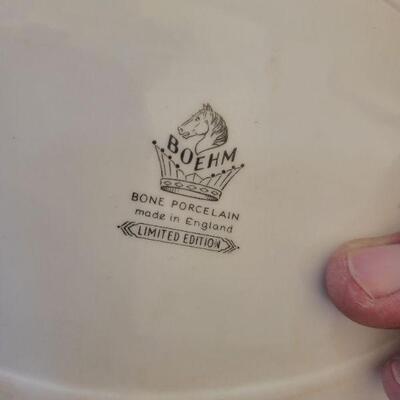 BOEHM
BONE PORCELAIN
made in England
LIMITED EDITION